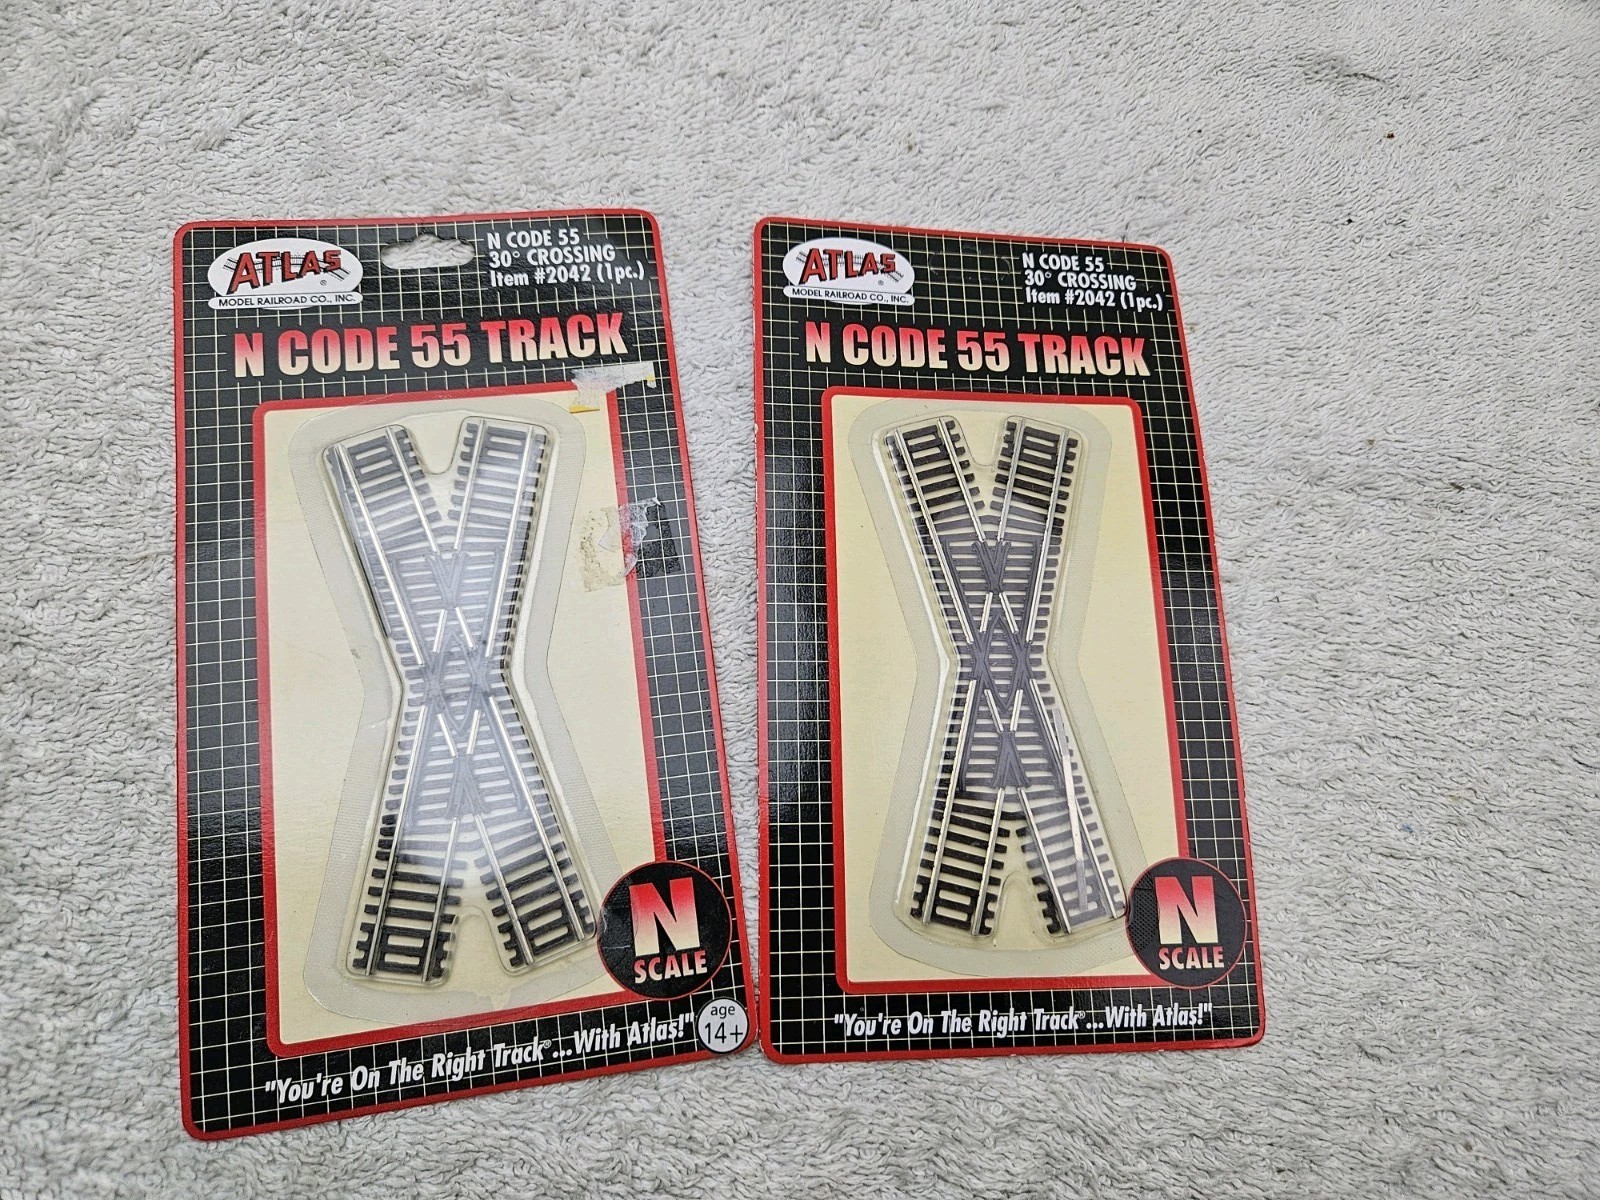 ATLAS
®
MODEL RAILROAD CO., INC.
N CODE 55
30° CROSSING
Item #2042 (1pc.)
N CODE 55 TRACK
N
SCALE
age
14+
"You're On The Right Track®...With Atlas!"
ATLAS
®
MODEL RAILROAD CO., INC.
N CODE 55
30° CROSSING
Item #2042 (1pc.)
N CODE 55 TRACK
N
SCALE
"You're On The Right Track®...With Atlas!"